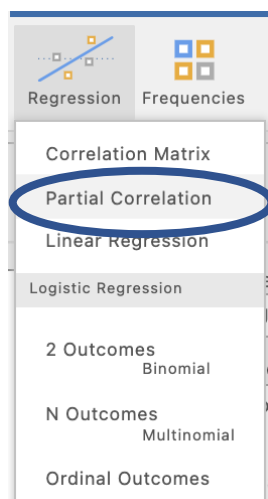 Regression Frequencies
Correlation Matrix
Partial Correlation
Linear Regression
Logistic Regression
2 Outcomes
Binomial
N Outcomes
Multinomial
Ordinal Outcomes